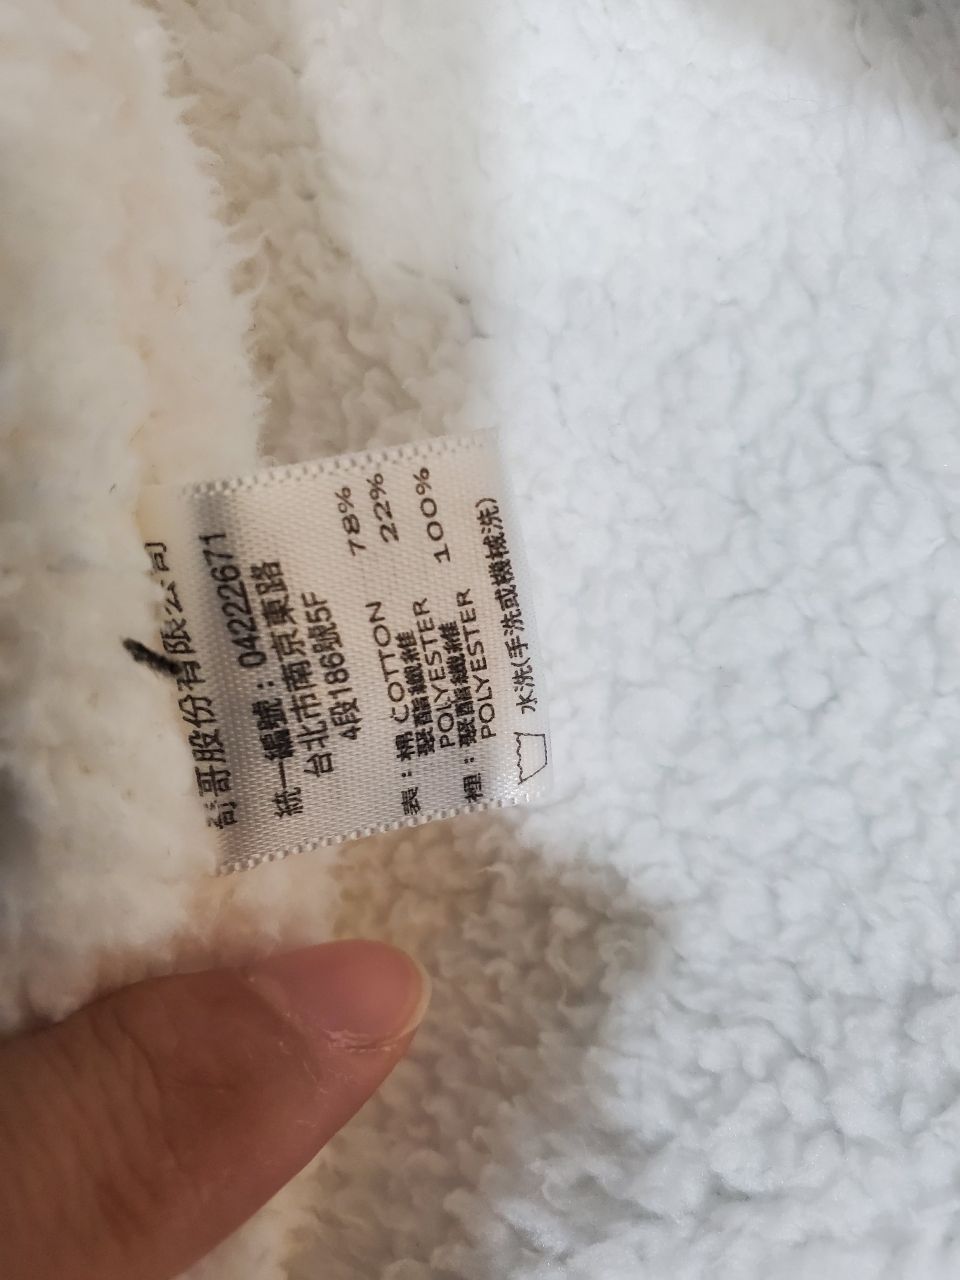 哥股份有限公司
統一編號：04222671
台北市南京東路
4段186號5F
表：棉 COTTON 78%
聚酯纖維 22%
POLYESTER
裡：聚酯纖維 100%
POLYESTER
水洗(手洗或機械洗)